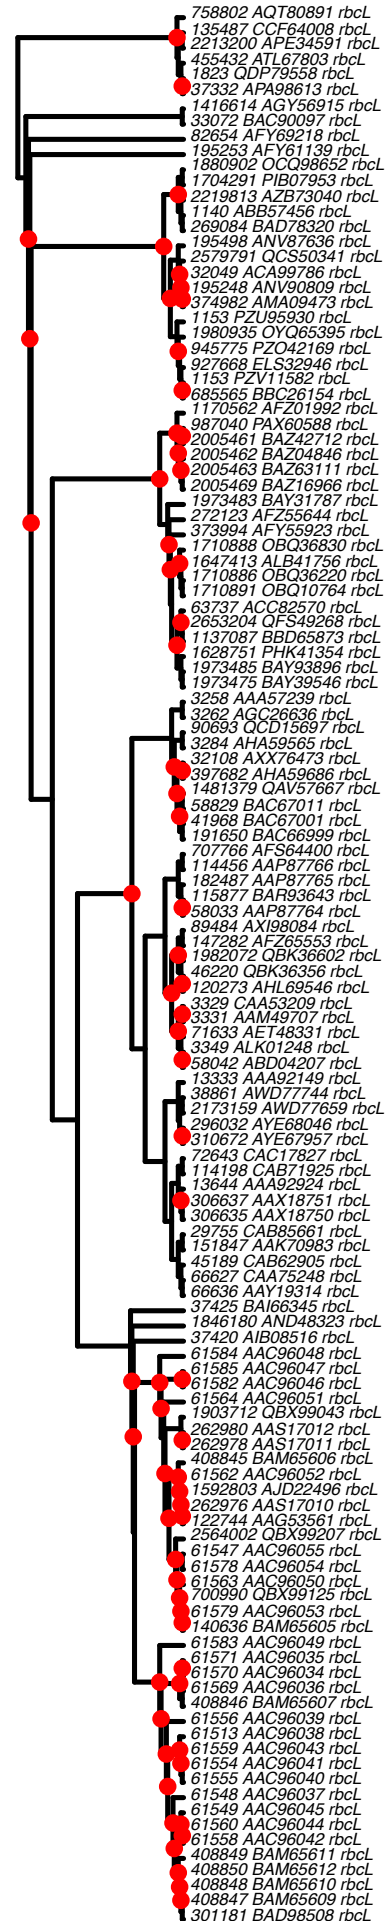 758802 AQT80891 rbcL
135487 CCF64008 rbcL
2213200 APE34591 rbcL
455432 ATL67803 rbcL
1823 QDP79558 rbcL
37332 APA98613 rbcL
1416614 AGY56915 rbcL
33072 BAC90097 rbcL
82654 AFY69218 rbcL
195253 AFY61139 rbcL
1880902 OCQ98652 rbcL
1704291 PIB07953 rbcL
2219813 AZB73040 rbcL
1140 ABB57456 rbcL
269084 BAD78320 rbcL
195498 ANV87636 rbcL
2579791 QCS50341 rbcL
32049 ACA99786 rbcL
195248 ANV90809 rbcL
374982 AMA09473 rbcL
1153 PZU95930 rbcL
1980935 OYQ65395 rbcL
945775 PZO42169 rbcL
927668 ELS32946 rbcL
1153 PZV11582 rbcL
685565 BBC26154 rbcL
1170562 AFZ01992 rbcL
987040 PAX60588 rbcL
2005461 BAZ42712 rbcL
2005462 BAZ04846 rbcL
2005463 BAZ63111 rbcL
2005469 BAZ16966 rbcL
1973483 BAY31787 rbcL
272123 AFZ55644 rbcL
373994 AFY55923 rbcL
1710888 OBQ36830 rbcL
1647413 ALB41756 rbcL
1710886 OBQ36220 rbcL
1710891 OBQ10764 rbcL
63737 ACC82570 rbcL
2653204 QFS49268 rbcL
1137087 BBD65873 rbcL
1628751 PHK41354 rbcL
1973485 BAY93896 rbcL
1973475 BAY39546 rbcL
3258 AAA57239 rbcL
3262 AGC26636 rbcL
90693 QCD15697 rbcL
3284 AHA59565 rbcL
32108 AXX76473 rbcL
397682 AHA59686 rbcL
1481379 QAV57667 rbcL
58829 BAC67011 rbcL
41968 BAC67001 rbcL
191650 BAC66999 rbcL
707766 AFS64400 rbcL
114456 AAP87766 rbcL
182487 AAP87765 rbcL
115877 BAR93643 rbcL
58033 AAP87764 rbcL
89484 AXI98084 rbcL
147282 AFZ65553 rbcL
1982072 QBK36602 rbcL
46220 QBK36356 rbcL
120273 AHL69546 rbcL
3329 CAA53209 rbcL
3331 AAM49707 rbcL
71633 AET48331 rbcL
3349 ALK01248 rbcL
58042 ABD04207 rbcL
13333 AAA92149 rbcL
38861 AWD77744 rbcL
2173159 AWD77659 rbcL
296032 AYE68046 rbcL
310672 AYE67957 rbcL
72643 CAC17827 rbcL
114198 CAB71925 rbcL
13644 AAA92924 rbcL
306637 AAX18751 rbcL
306635 AAX18750 rbcL
29755 CAB85661 rbcL
151847 AAK70983 rbcL
45189 CAB62905 rbcL
66627 CAA75248 rbcL
66636 AAY19314 rbcL
37425 BAI66345 rbcL
1846180 AND48323 rbcL
37420 AIB08516 rbcL
61584 AAC96048 rbcL
61585 AAC96047 rbcL
61582 AAC96046 rbcL
61564 AAC96051 rbcL
1903712 QBX99043 rbcL
262980 AAS17012 rbcL
262978 AAS17011 rbcL
408845 BAM65606 rbcL
61562 AAC96052 rbcL
1592803 AJD22496 rbcL
262976 AAS17010 rbcL
122744 AAG53561 rbcL
2564002 QBX99207 rbcL
61547 AAC96055 rbcL
61578 AAC96054 rbcL
61563 AAC96050 rbcL
700990 QBX99125 rbcL
61579 AAC96053 rbcL
140636 BAM65605 rbcL
61583 AAC96049 rbcL
61571 AAC96035 rbcL
61570 AAC96034 rbcL
61569 AAC96036 rbcL
408846 BAM65607 rbcL
61556 AAC96039 rbcL
61513 AAC96038 rbcL
61559 AAC96043 rbcL
61554 AAC96041 rbcL
61555 AAC96040 rbcL
61548 AAC96037 rbcL
61549 AAC96045 rbcL
61560 AAC96044 rbcL
61558 AAC96042 rbcL
408849 BAM65611 rbcL
408850 BAM65612 rbcL
408848 BAM65610 rbcL
408847 BAM65609 rbcL
301181 BAD98508 rbcL